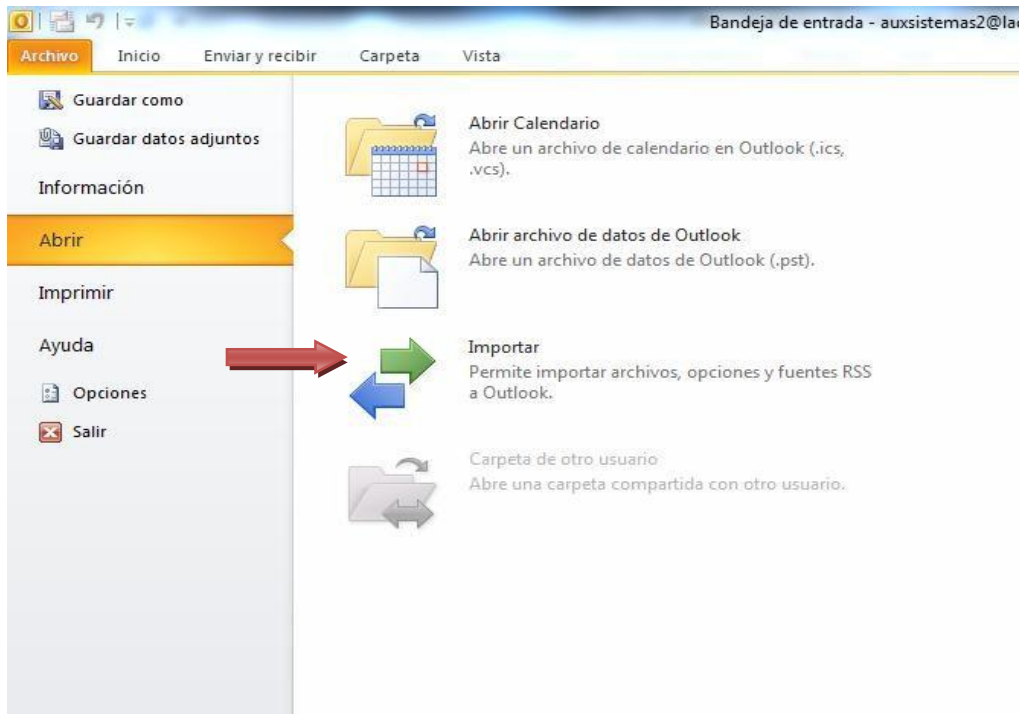 Bandeja de entrada - auxsistemas2@lac
Archivo Inicio Enviar y recibir Carpeta Vista
Guardar como
Guardar datos adjuntos
Información
Abrir
Imprimir
Ayuda
Opciones
Salir
Abrir Calendario
Abre un archivo de calendario en Outlook (.ics,
.vcs).
Abrir archivo de datos de Outlook
Abre un archivo de datos de Outlook (.pst).
Importar
Permite importar archivos, opciones y fuentes RSS
a Outlook.
Carpeta de otro usuario
Abre una carpeta compartida con otro usuario.